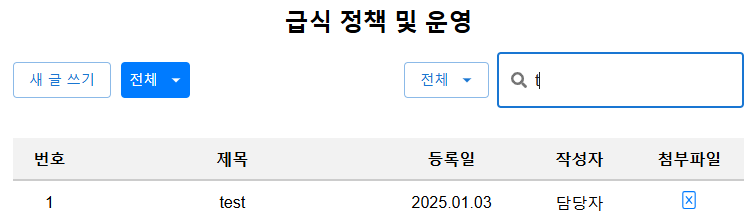 급식 정책 및 운영
새 글 쓰기 전체 전체 t
번호 제목 등록일 작성자 첨부파일
1 test 2025.01.03 담당자